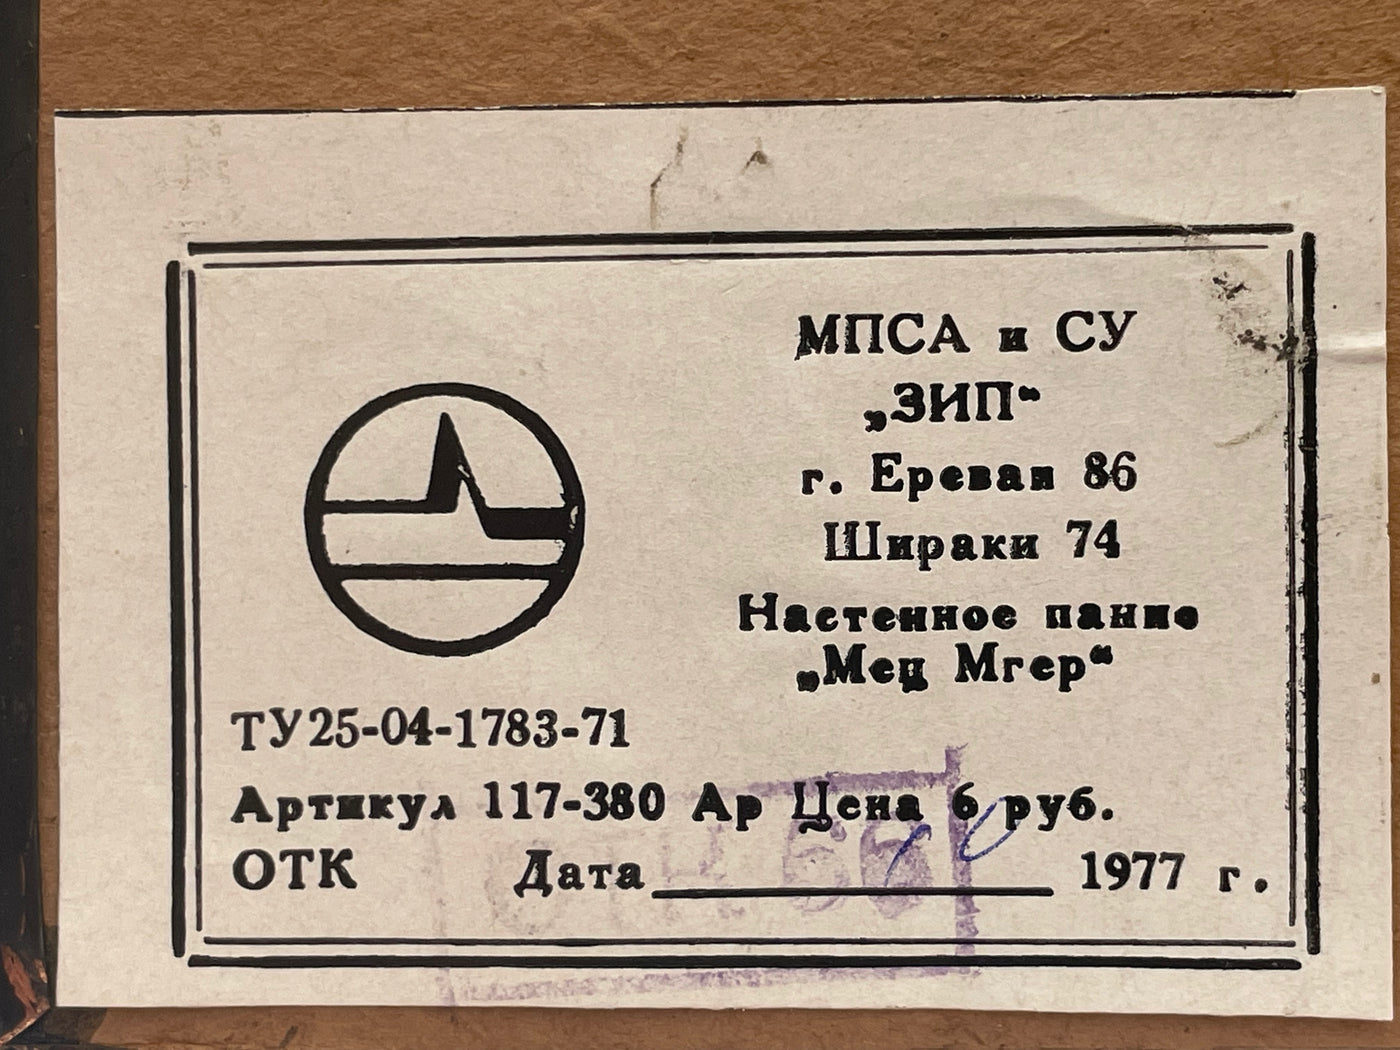 МПСА и СУ
„ЗИП“
г. Ереван 86
Шираки 74
Настенное панно
„Мец Мгер“
ТУ25-04-1783-71
Артикул 117-380 Ар Цена 6 руб.
ОТК Дата 1977 г.